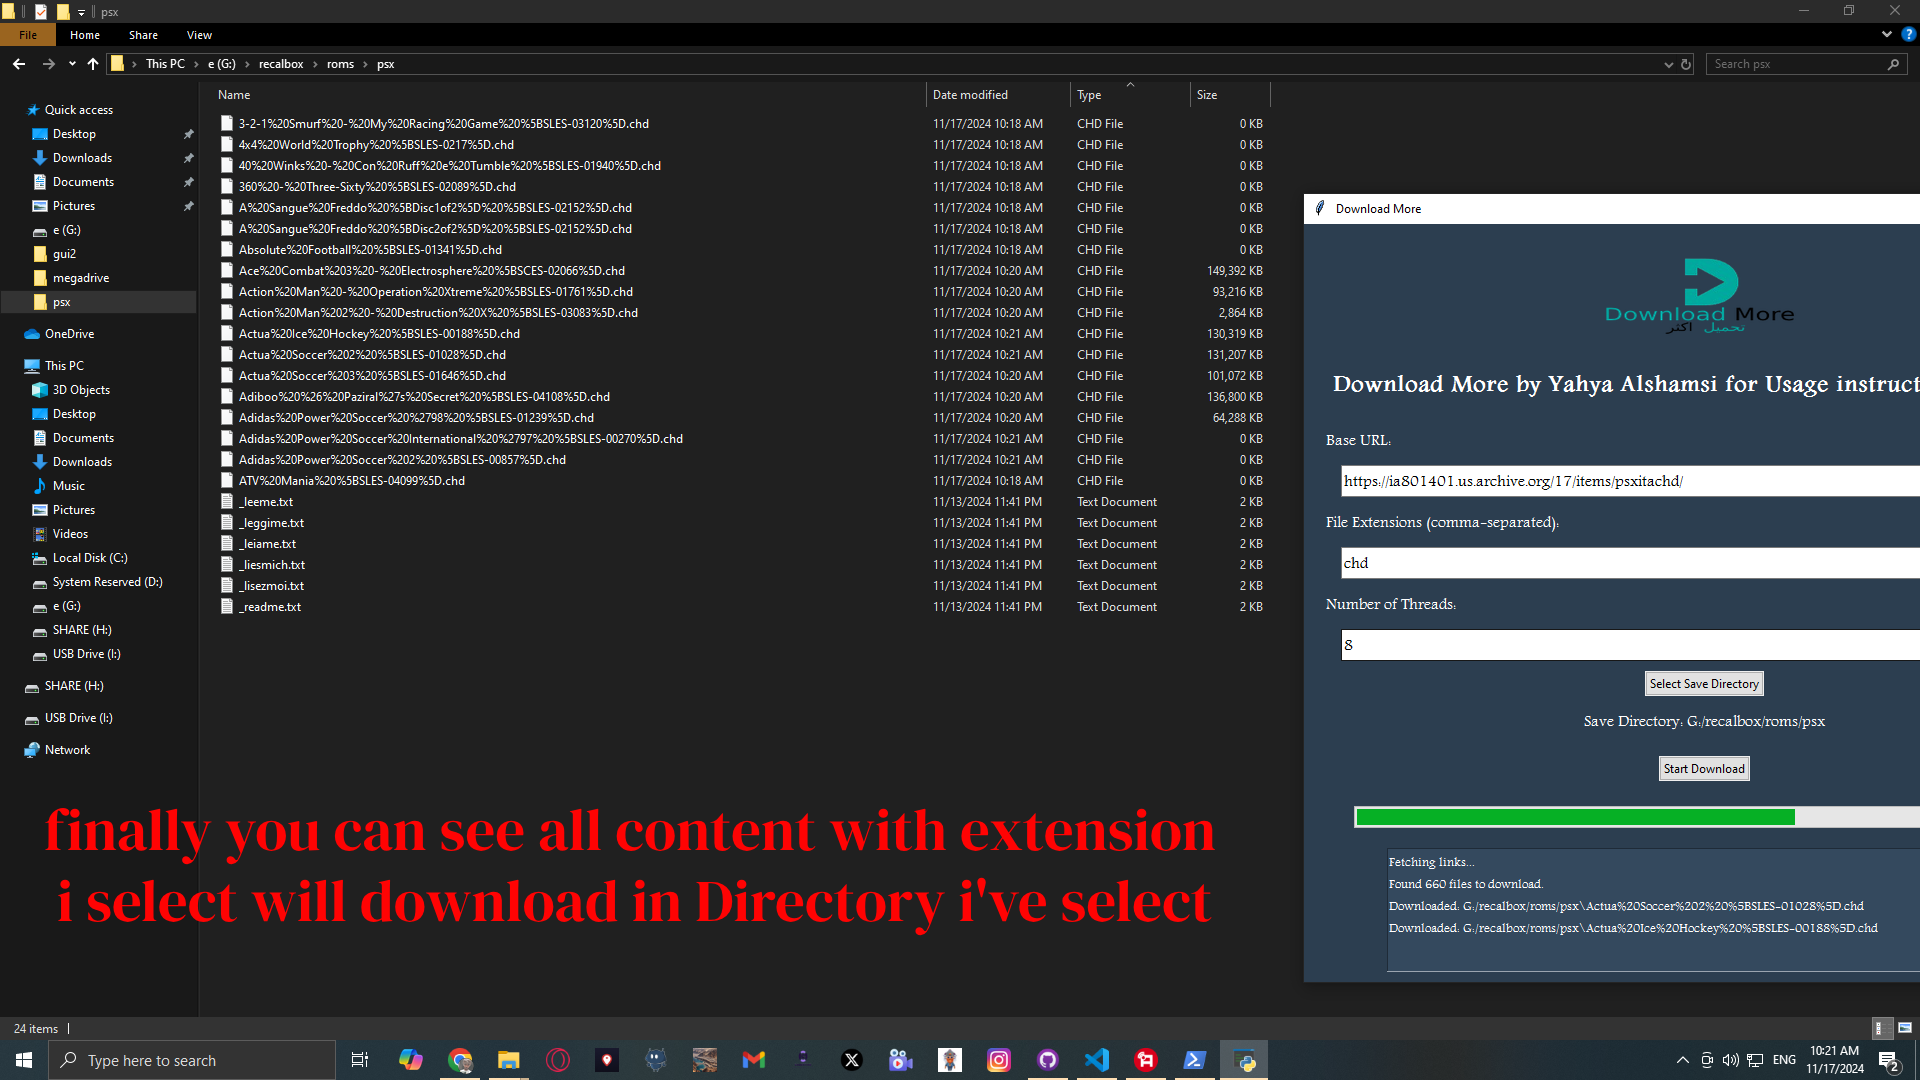 psx
File
Home
Share
View
This PC
e (G:)
recalbox
roms
psx
Search psx
Quick access
Desktop
Downloads
Documents
Pictures
e (G:)
gui2
megadrive
psx
OneDrive
This PC
3D Objects
Desktop
Documents
Downloads
Music
Pictures
Videos
Local Disk (C:)
System Reserved (D:)
e (G:)
SHARE (H:)
USB Drive (I:)
SHARE (H:)
USB Drive (I:)
Network
Name Date modified Type Size
3-2-1%20Smurf%20-%20My%20Racing%20Game%20%5BSLES-03120%5D.chd 11/17/2024 10:18 AM CHD File 0 KB
4x4%20World%20Trophy%20%5BSLES-0217%5D.chd 11/17/2024 10:18 AM CHD File 0 KB
40%20Winks%20-%20Con%20Ruff%20e%20Tumble%20%5BSLES-01940%5D.chd 11/17/2024 10:18 AM CHD File 0 KB
360%20-%20Three-Sixty%20%5BSLES-02089%5D.chd 11/17/2024 10:18 AM CHD File 0 KB
A%20Sangue%20Freddo%20%5BDisc1of2%5D%20%5BSLES-02152%5D.chd 11/17/2024 10:18 AM CHD File 0 KB
A%20Sangue%20Freddo%20%5BDisc2of2%5D%20%5BSLES-02152%5D.chd 11/17/2024 10:18 AM CHD File 0 KB
Absolute%20Football%20%5BSLES-01341%5D.chd 11/17/2024 10:18 AM CHD File 0 KB
Ace%20Combat%203%20-%20Electrosphere%20%5BSCES-02066%5D.chd 11/17/2024 10:20 AM CHD File 149,392 KB
Action%20Man%20-%20Operation%20Xtreme%20%5BSLES-01761%5D.chd 11/17/2024 10:20 AM CHD File 93,216 KB
Action%20Man%202%20-%20Destruction%20X%20%5BSLES-03083%5D.chd 11/17/2024 10:20 AM CHD File 2,864 KB
Actua%20Ice%20Hockey%20%5BSLES-00188%5D.chd 11/17/2024 10:21 AM CHD File 130,319 KB
Actua%20Soccer%202%20%5BSLES-01028%5D.chd 11/17/2024 10:21 AM CHD File 131,207 KB
Actua%20Soccer%203%20%5BSLES-01646%5D.chd 11/17/2024 10:20 AM CHD File 101,072 KB
Adiboo%20%26%20Paziral%27s%20Secret%20%5BSLES-04108%5D.chd 11/17/2024 10:20 AM CHD File 136,800 KB
Adidas%20Power%20Soccer%20%2798%20%5BSLES-01239%5D.chd 11/17/2024 10:20 AM CHD File 64,288 KB
Adidas%20Power%20Soccer%20International%20%2797%20%5BSLES-00270%5D.chd 11/17/2024 10:21 AM CHD File 0 KB
Adidas%20Power%20Soccer%202%20%5BSLES-00857%5D.chd 11/17/2024 10:21 AM CHD File 0 KB
ATV%20Mania%20%5BSLES-04099%5D.chd 11/17/2024 10:18 AM CHD File 0 KB
_leeme.txt 11/13/2024 11:41 PM Text Document 2 KB
_leggime.txt 11/13/2024 11:41 PM Text Document 2 KB
_leiame.txt 11/13/2024 11:41 PM Text Document 2 KB
_liesmich.txt 11/13/2024 11:41 PM Text Document 2 KB
_lisezmoi.txt 11/13/2024 11:41 PM Text Document 2 KB
_readme.txt 11/13/2024 11:41 PM Text Document 2 KB
Download More
Download More
تحميل اكثر
Download More by Yahya Alshamsi for Usage instruct
Base URL:
https://ia801401.us.archive.org/17/items/psxitachd/
File Extensions (comma-separated):
chd
Number of Threads:
8
Select Save Directory
Save Directory: G:/recalbox/roms/psx
Start Download
Fetching links...
Found 660 files to download.
Downloaded: G:/recalbox/roms/psx\Actua%20Soccer%202%20%5BSLES-01028%5D.chd
Downloaded: G:/recalbox/roms/psx\Actua%20Ice%20Hockey%20%5BSLES-00188%5D.chd
finally you can see all content with extension
i select will download in Directory i've select
24 items
Type here to search
ENG
10:21 AM
11/17/2024
2